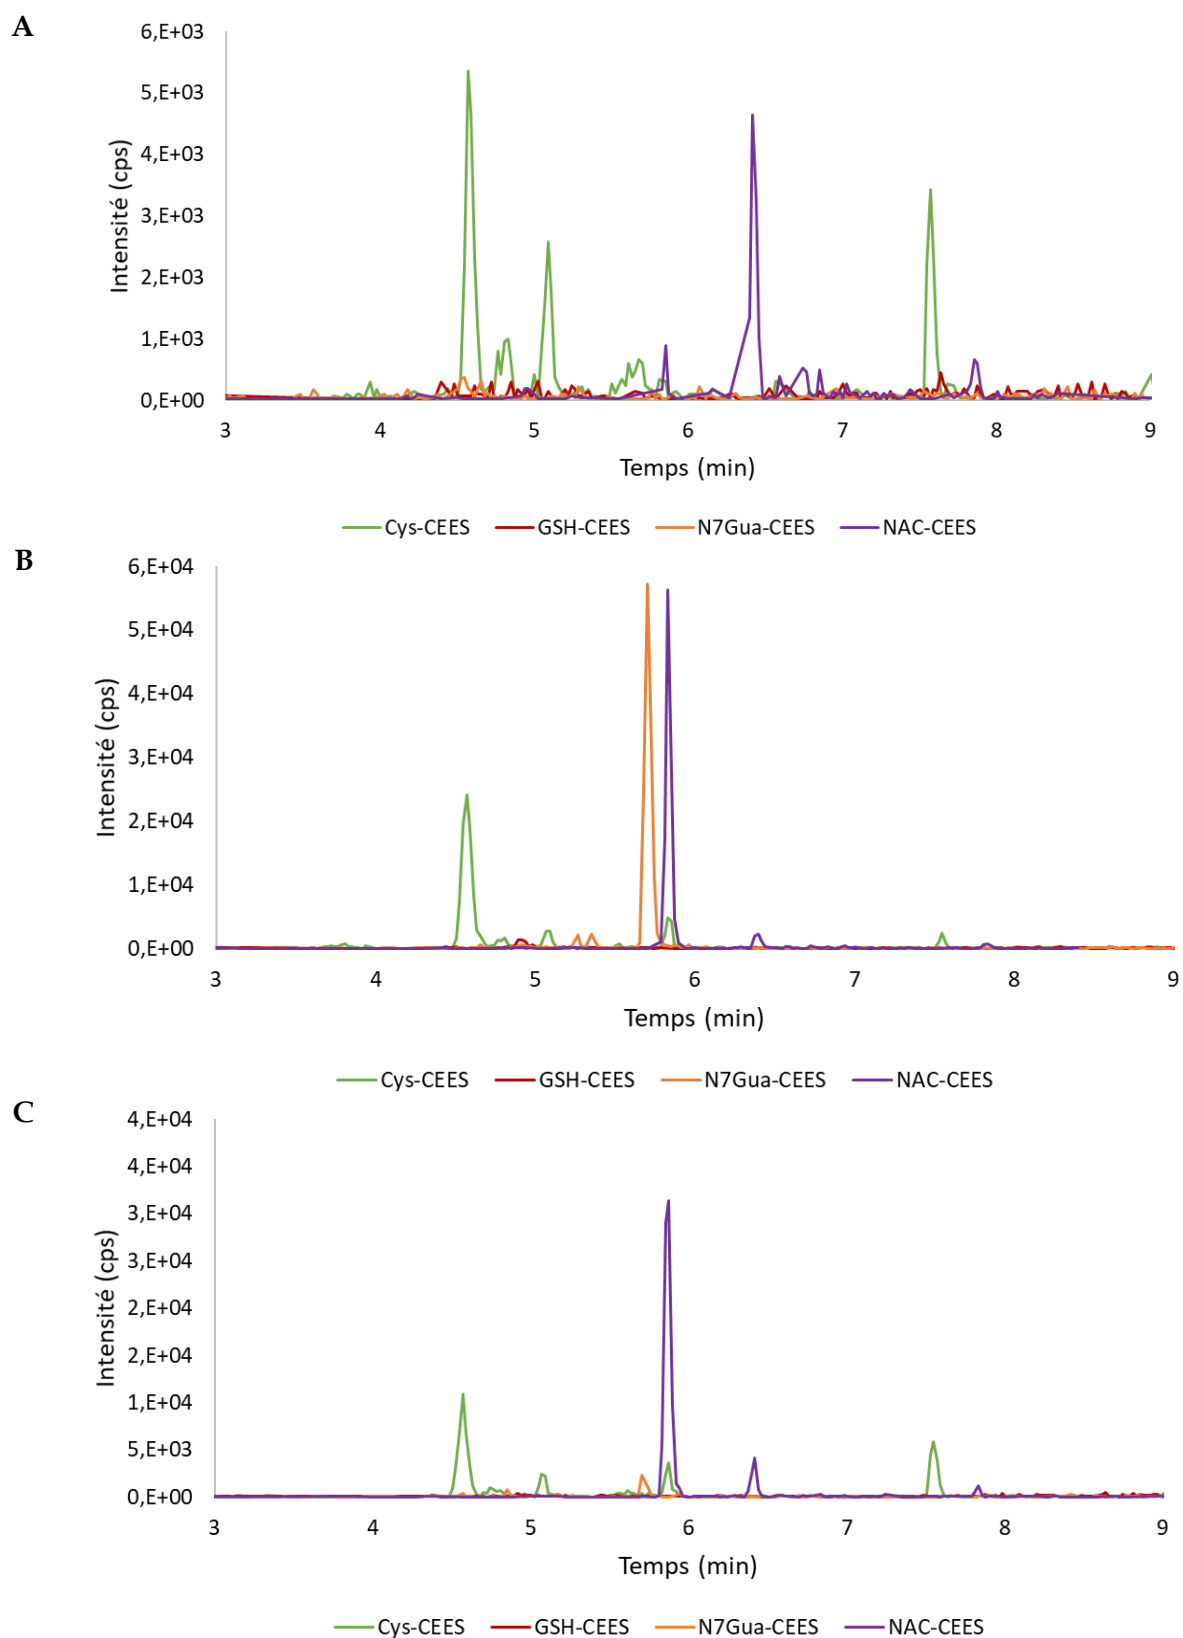 A
6,E+03
5,E+03
4,E+03
3,E+03
2,E+03
1,E+03
0,E+00
Intensité (cps)
3 4 5 6 7 8 9
Temps (min)
Cys-CEES GSH-CEES N7Gua-CEES NAC-CEES
B
6,E+04
5,E+04
4,E+04
3,E+04
2,E+04
1,E+04
0,E+00
Intensité (cps)
3 4 5 6 7 8 9
Temps (min)
Cys-CEES GSH-CEES N7Gua-CEES NAC-CEES
C
4,E+04
4,E+04
3,E+04
3,E+04
2,E+04
2,E+04
1,E+04
5,E+03
0,E+00
Intensité (cps)
3 4 5 6 7 8 9
Temps (min)
Cys-CEES GSH-CEES N7Gua-CEES NAC-CEES